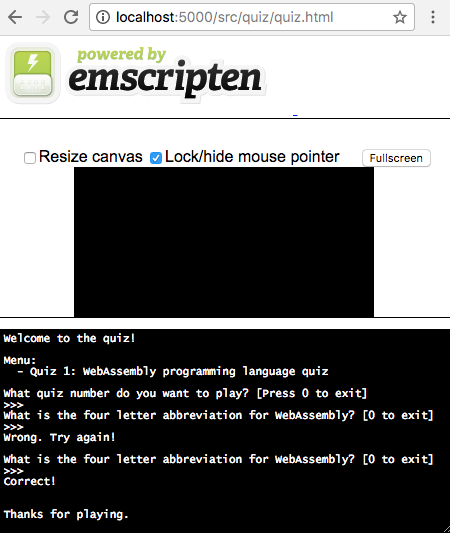 localhost:5000/src/quiz/quiz.html
powered by
emscripten
Resize canvas Lock/hide mouse pointer Fullscreen
Welcome to the quiz!
Menu:
- Quiz 1: WebAssembly programming language quiz
What quiz number do you want to play? [Press 0 to exit]
>>>
What is the four letter abbreviation for WebAssembly? [0 to exit]
>>>
Wrong. Try again!
What is the four letter abbreviation for WebAssembly? [0 to exit]
>>>
Correct!
Thanks for playing.